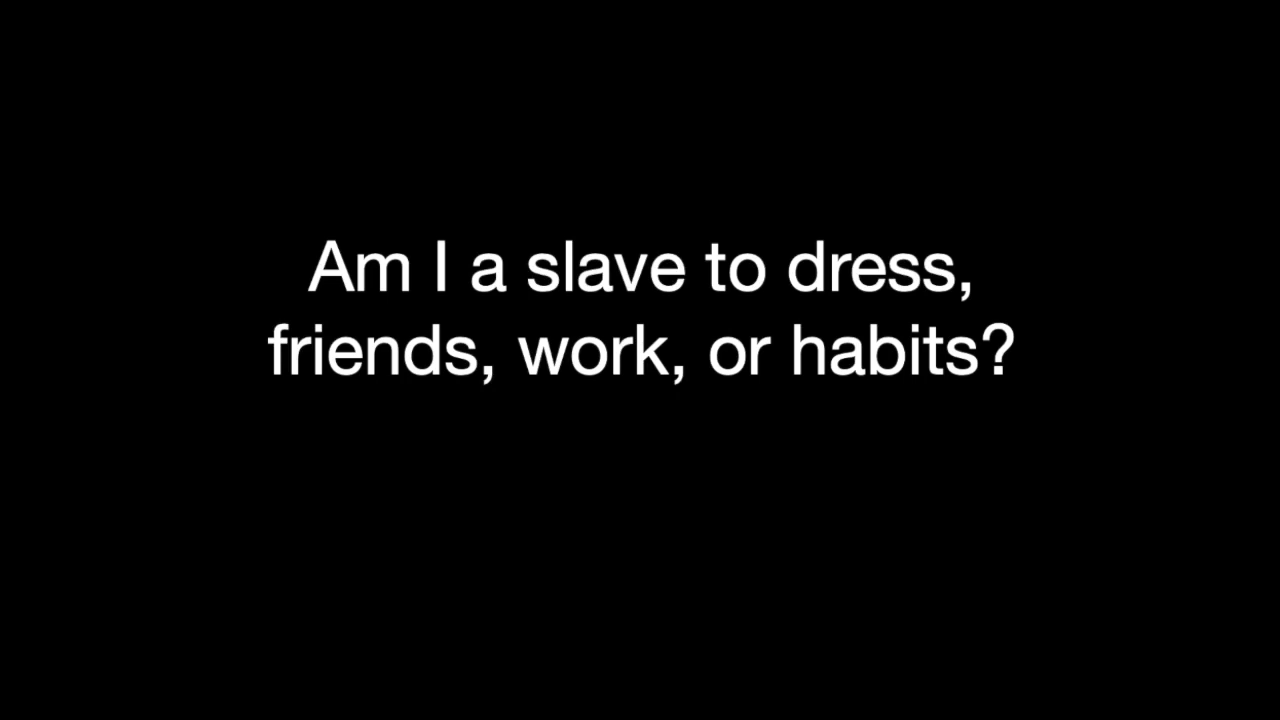 Am I a slave to dress,
friends, work, or habits?